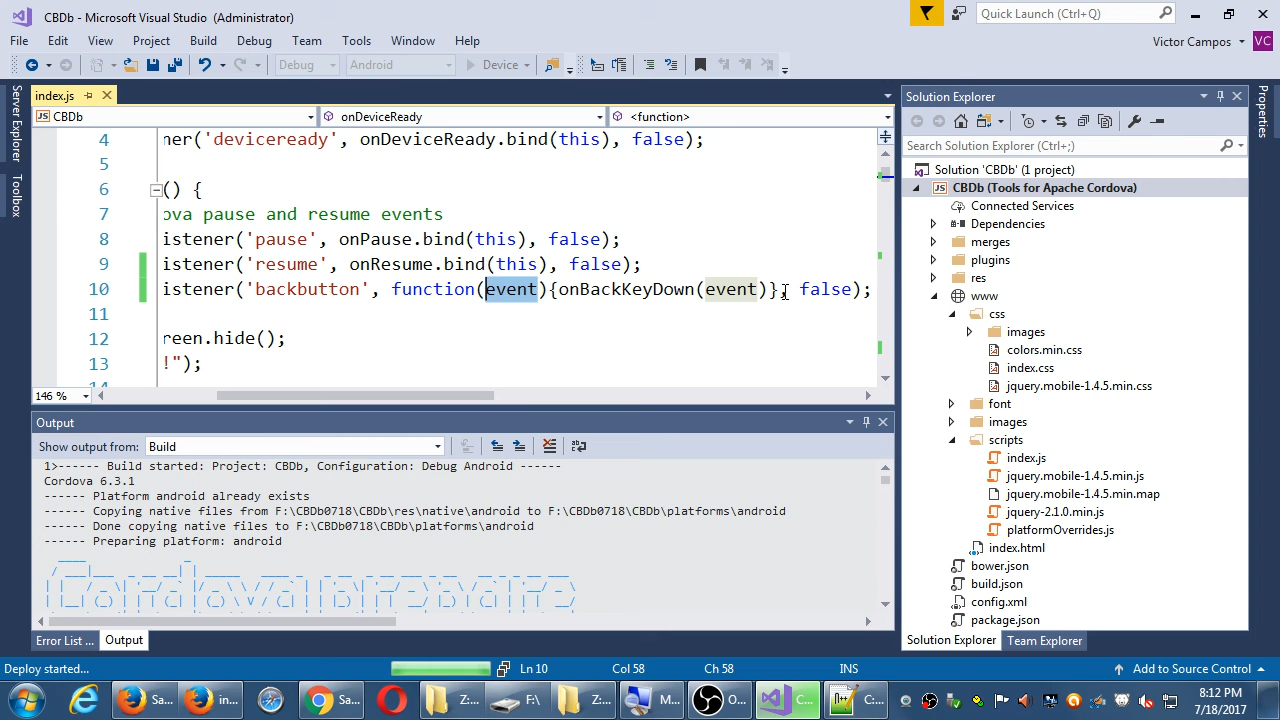 CBDb - Microsoft Visual Studio (Administrator)
Quick Launch (Ctrl+Q)
File Edit View Project Build Debug Team Tools Window Help
Victor Campos
VC
Debug Android Device
Server Explorer
Toolbox
index.js
CBDb onDeviceReady <function>
4 ner('deviceready', onDeviceReady.bind(this), false);
5
6 () {
7 ova pause and resume events
8 istener('pause', onPause.bind(this), false);
9 istener('resume', onResume.bind(this), false);
10 istener('backbutton', function(event){onBackKeyDown(event)}, false);
11
12 reen.hide();
13 !");
14
146 %
Output
Show output from: Build
1>------ Build started: Project: CBDb, Configuration: Debug Android ------
Cordova 6.3.1
------ Platform android already exists
------ Copying native files from F:\CBDb0718\CBDb\res\native\android to F:\CBDb0718\CBDb\platforms\android
------ Done copying native files to F:\CBDb0718\CBDb\platforms\android
------ Preparing platform: android
Error List ... Output
Solution Explorer
Search Solution Explorer (Ctrl+;)
Solution 'CBDb' (1 project)
JS CBDb (Tools for Apache Cordova)
Connected Services
Dependencies
merges
plugins
res
www
css
images
colors.min.css
index.css
jquery.mobile-1.4.5.min.css
font
images
scripts
index.js
jquery.mobile-1.4.5.min.js
jquery.mobile-1.4.5.min.map
jquery-2.1.0.min.js
platformOverrides.js
index.html
bower.json
build.json
config.xml
package.json
Solution Explorer Team Explorer
Properties
Deploy started... Ln 10 Col 58 Ch 58 INS Add to Source Control
Sa... in... Sa... Z:... F:\ Z:... M... O... C... C:...
8:12 PM
7/18/2017